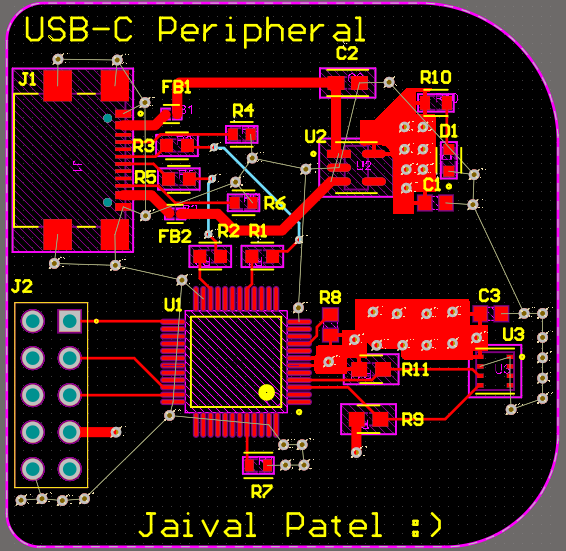 USB-C Peripheral
C2
J1
FB1
R10
R4
U2
D1
R3
R5
C1
R6
FB2
R2
R1
J2
U1
R8
C3
U3
R11
R9
R7
Jaival Patel :)